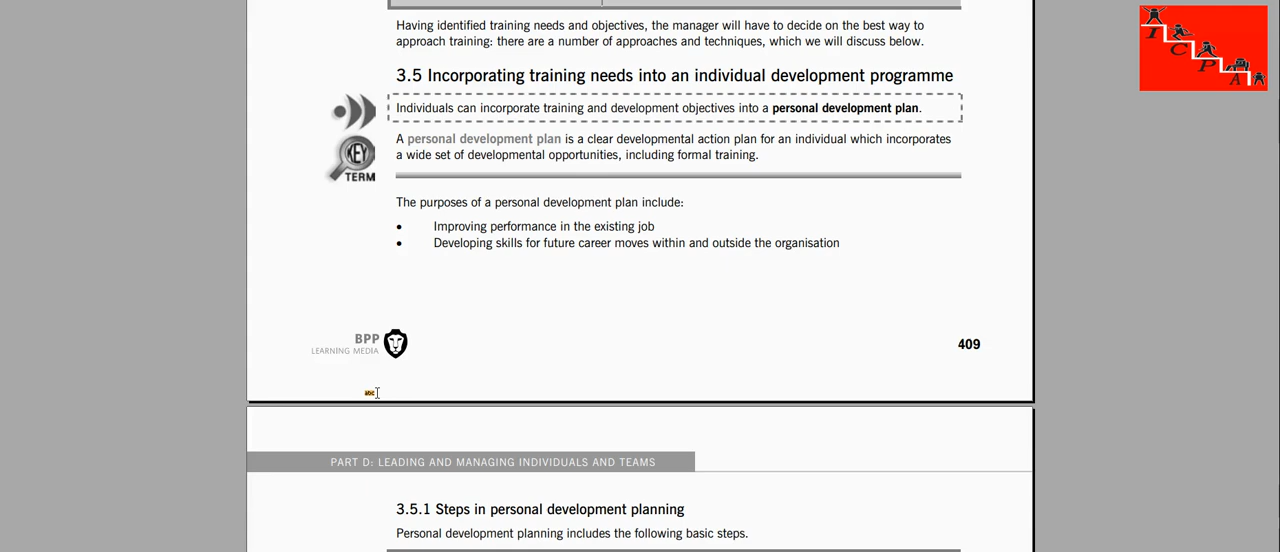 Having identified training needs and objectives, the manager will have to decide on the best way to
approach training: there are a number of approaches and techniques, which we will discuss below.
3.5 Incorporating training needs into an individual development programme
Individuals can incorporate training and development objectives into a personal development plan.
KEY
TERM
A personal development plan is a clear developmental action plan for an individual which incorporates
a wide set of developmental opportunities, including formal training.
The purposes of a personal development plan include:
• Improving performance in the existing job
• Developing skills for future career moves within and outside the organisation
BPP
LEARNING MEDIA
409
abc
PART D: LEADING AND MANAGING INDIVIDUALS AND TEAMS
3.5.1 Steps in personal development planning
Personal development planning includes the following basic steps.
I C P A